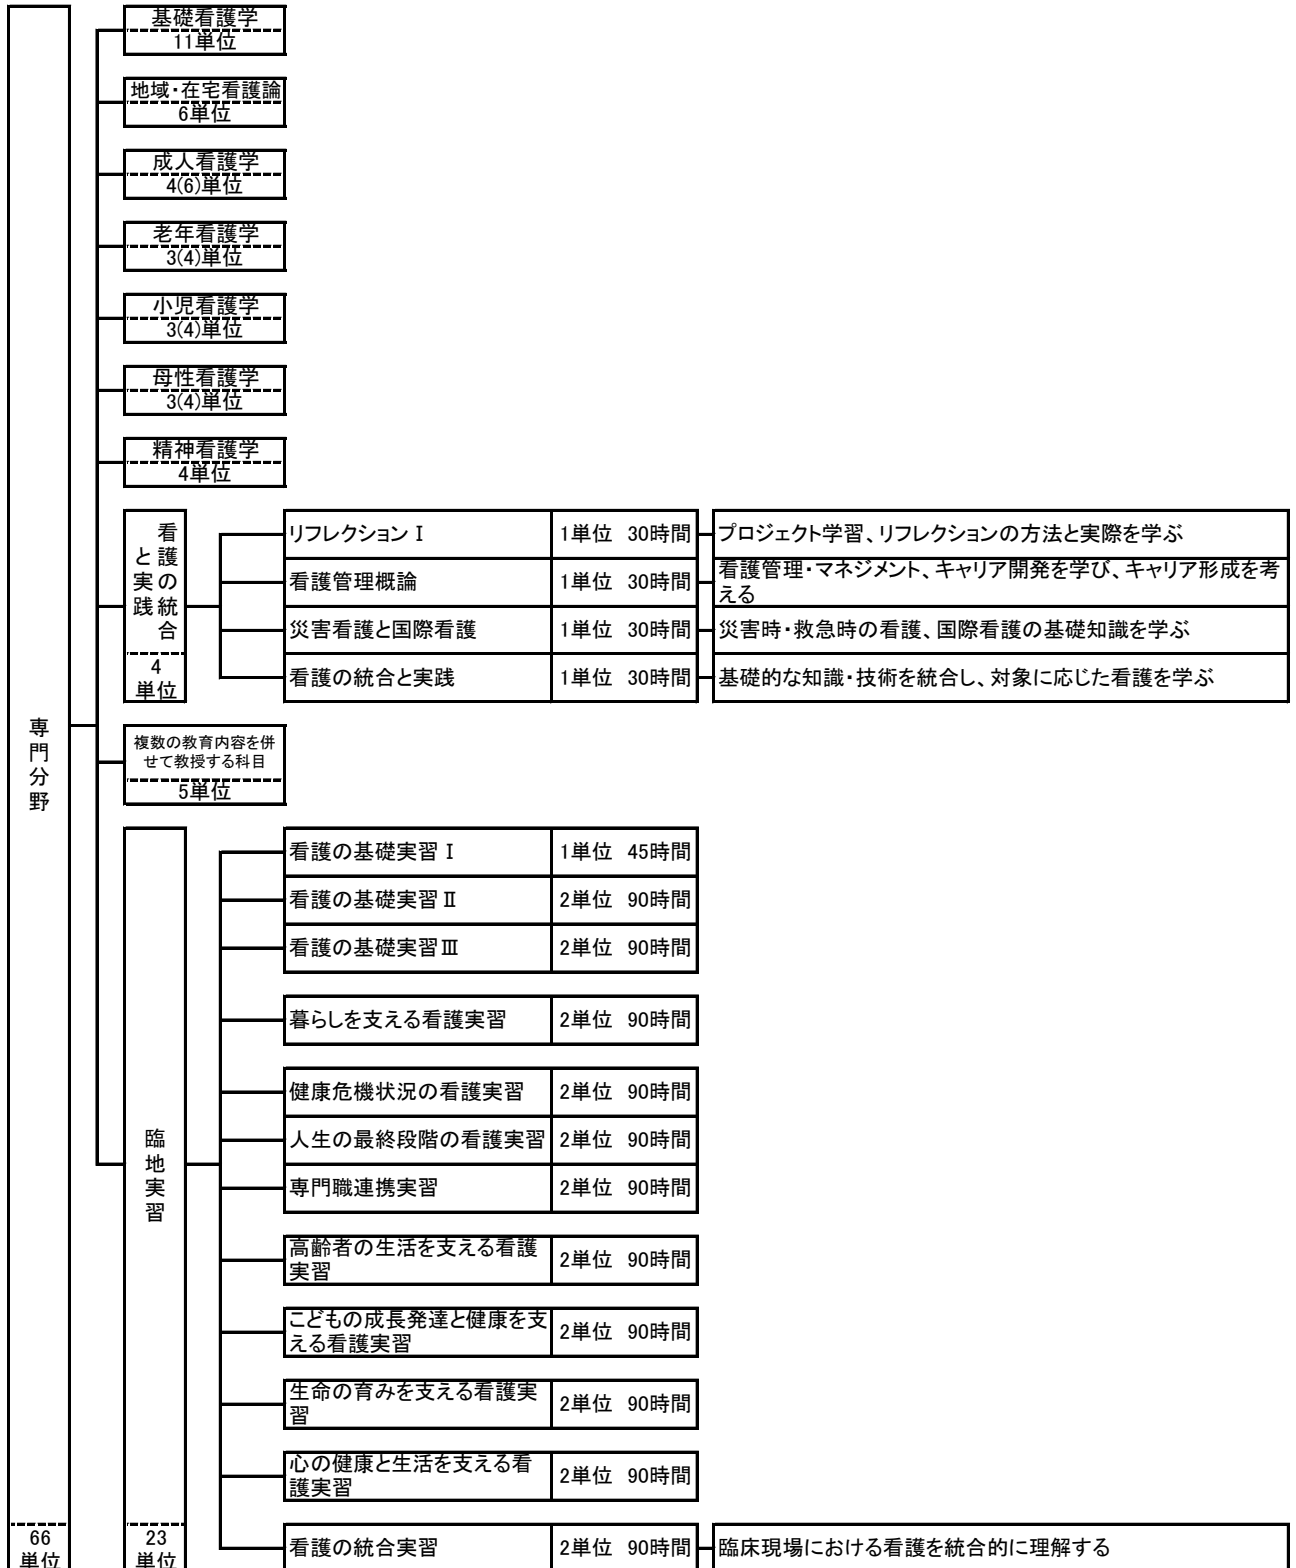 専門分野
66
単位
基礎看護学
11単位
地域・在宅看護論
6単位
成人看護学
4(6)単位
老年看護学
3(4)単位
小児看護学
3(4)単位
母性看護学
3(4)単位
精神看護学
4単位
看護の統合
と実践
4
単位
リフレクションⅠ
1単位 30時間
プロジェクト学習、リフレクションの方法と実際を学ぶ
看護管理概論
1単位 30時間
看護管理・マネジメント、キャリア開発を学び、キャリア形成を考
える
災害看護と国際看護
1単位 30時間
災害時・救急時の看護、国際看護の基礎知識を学ぶ
看護の統合と実践
1単位 30時間
基礎的な知識・技術を統合し、対象に応じた看護を学ぶ
複数の教育内容を併
せて教授する科目
5単位
臨地実習
23
単位
看護の基礎実習Ⅰ
1単位 45時間
看護の基礎実習Ⅱ
2単位 90時間
看護の基礎実習Ⅲ
2単位 90時間
暮らしを支える看護実習
2単位 90時間
健康危機状況の看護実習
2単位 90時間
人生の最終段階の看護実習
2単位 90時間
専門職連携実習
2単位 90時間
高齢者の生活を支える看護
実習
2単位 90時間
こどもの成長発達と健康を支
える看護実習
2単位 90時間
生命の育みを支える看護実
習
2単位 90時間
心の健康と生活を支える看
護実習
2単位 90時間
看護の統合実習
2単位 90時間
臨床現場における看護を統合的に理解する